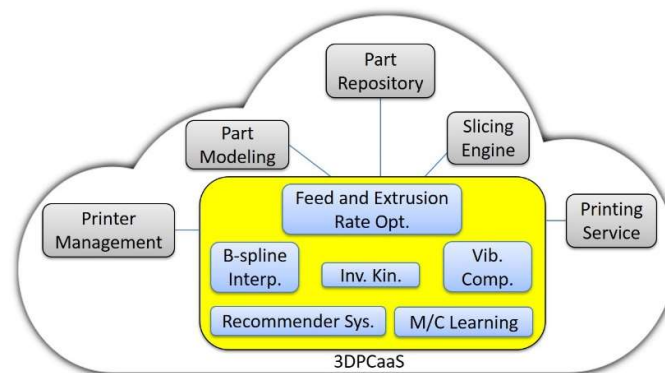 Part
Repository
Part
Modeling
Slicing
Engine
Printer
Management
Printing
Service
Feed and Extrusion
Rate Opt.
B-spline
Interp.
Inv. Kin.
Vib.
Comp.
Recommender Sys.
M/C Learning
3DPCaaS